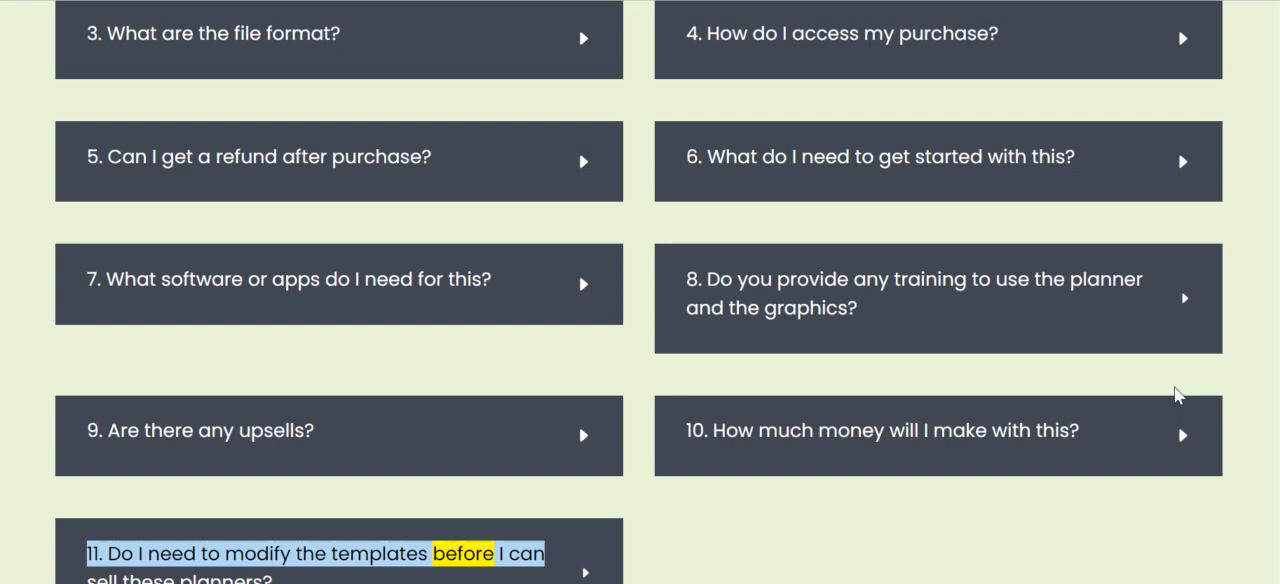 3. What are the file format?
4. How do I access my purchase?
5. Can I get a refund after purchase?
6. What do I need to get started with this?
7. What software or apps do I need for this?
8. Do you provide any training to use the planner
and the graphics?
9. Are there any upsells?
10. How much money will I make with this?
11. Do I need to modify the templates before I can
sell these planners?